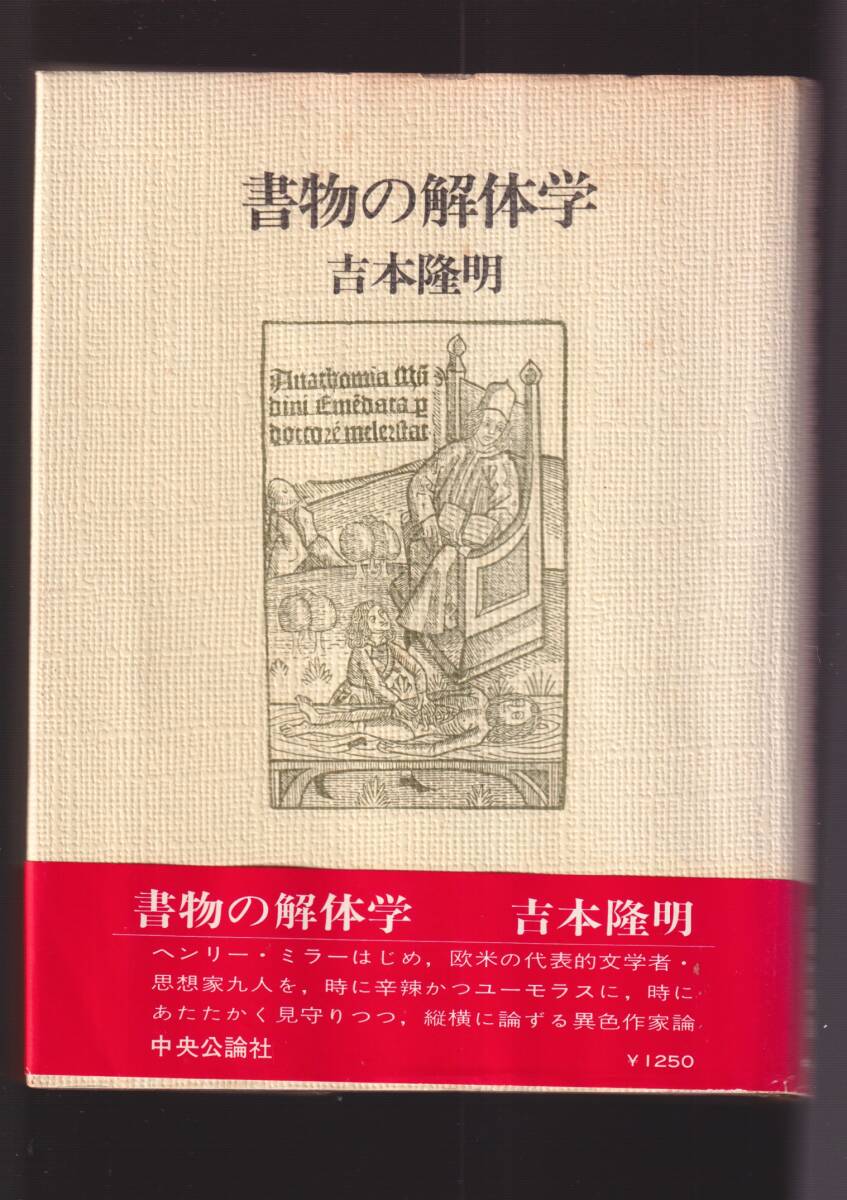 書物の解体学
吉本隆明
Anathomia Mũ
dini Emẽdata ꝑ
doctorẽ melerstat
書物の解体学 吉本隆明
ヘンリー・ミラーはじめ，欧米の代表的文学者・
思想家九人を，時に辛辣かつユーモラスに，時に
あたたかく見守りつつ，縦横に論ずる異色作家論
中央公論社 ¥1250